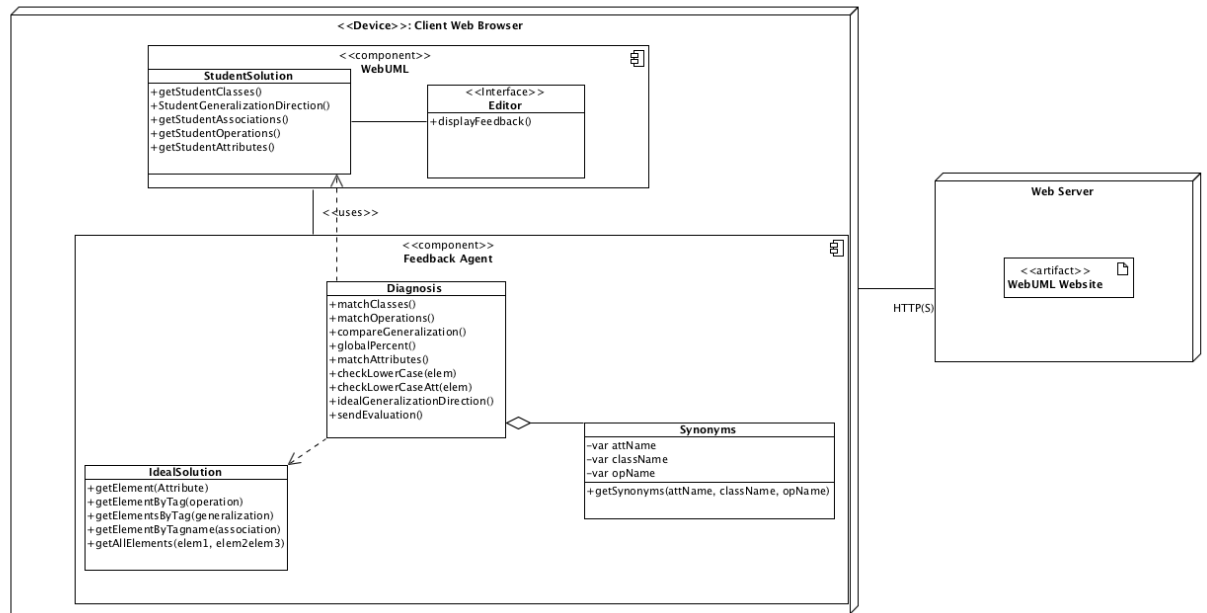 <<Device>>: Client Web Browser
<<component>>
WebUML
StudentSolution
+getStudentClasses()
+StudentGeneralizationDirection()
+getStudentAssociations()
+getStudentOperations()
+getStudentAttributes()
<<Interface>>
Editor
+displayFeedback()
<<uses>>
<<component>>
Feedback Agent
Diagnosis
+matchClasses()
+matchOperations()
+compareGeneralization()
+globalPercent()
+matchAttributes()
+checkLowerCase(elem)
+checkLowerCaseAtt(elem)
+idealGeneralizationDirection()
+sendEvaluation()
Synonyms
-var attName
-var className
-var opName
+getSynonyms(attName, className, opName)
IdealSolution
+getElement(Attribute)
+getElementByTag(operation)
+getElementsByTag(generalization)
+getElementByTagname(association)
+getAllElements(elem1, elem2elem3)
HTTP(S)
Web Server
<<artifact>>
WebUML Website